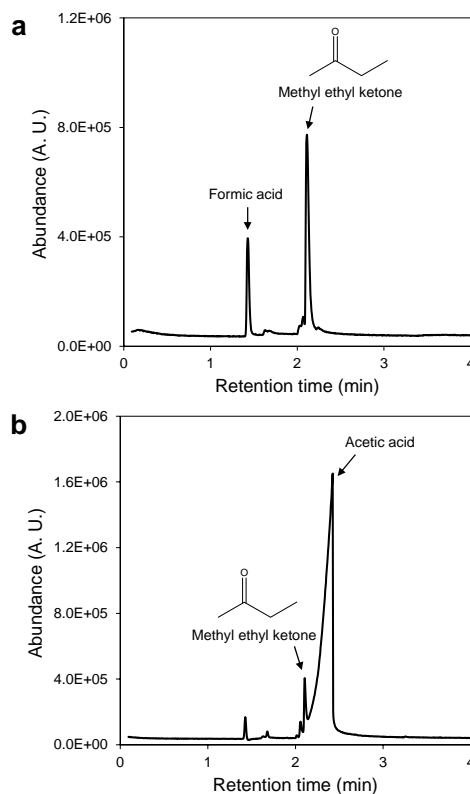 a
1.2E+06
8.0E+05
4.0E+05
0.0E+00
Abundance (A. U.)
O
Methyl ethyl ketone
Formic acid
0 1 2 3 4
Retention time (min)
b
2.0E+06
1.6E+06
1.2E+06
8.0E+05
4.0E+05
0.0E+00
Abundance (A. U.)
Acetic acid
O
Methyl ethyl ketone
0 1 2 3 4
Retention time (min)